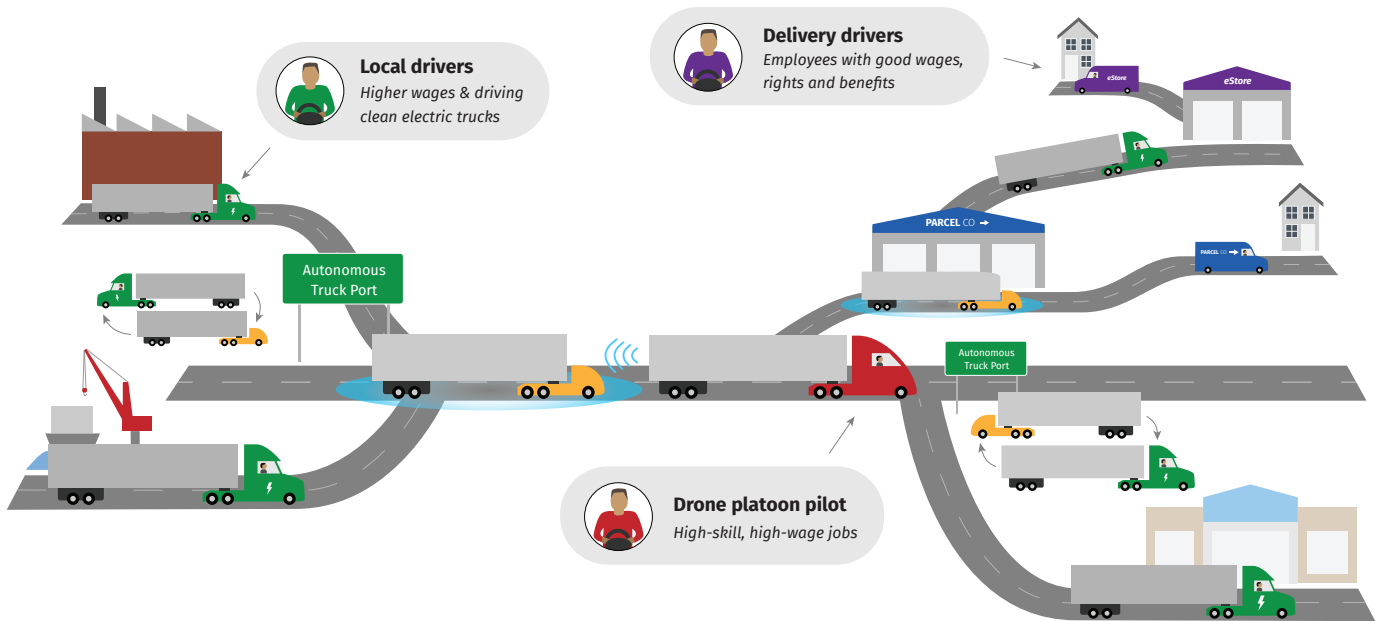 Local drivers
Higher wages & driving
clean electric trucks
Delivery drivers
Employees with good wages,
rights and benefits
eStore
eStore
PARCEL CO
PARCEL CO
Autonomous
Truck Port
Autonomous
Truck Port
Drone platoon pilot
High-skill, high-wage jobs